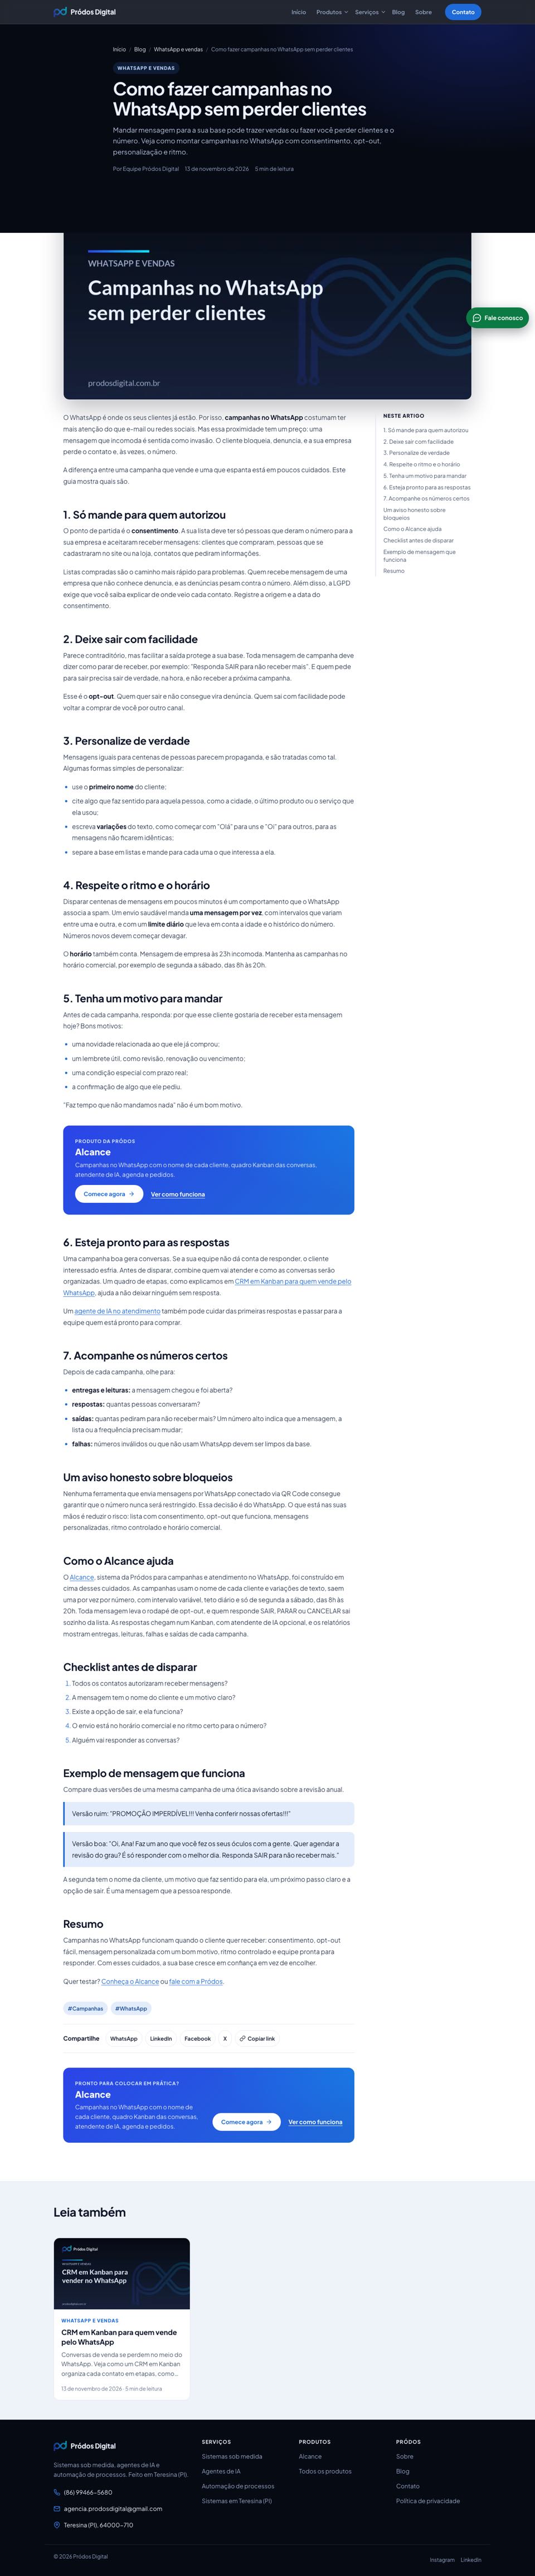 Pródos Digital
Início Produtos Serviços Blog Sobre Contato
Início / Blog / WhatsApp e vendas / Como fazer campanhas no WhatsApp sem perder clientes
WHATSAPP E VENDAS
Como fazer campanhas no
WhatsApp sem perder clientes
Mandar mensagem para a sua base pode trazer vendas ou fazer você perder clientes e o
número. Veja como montar campanhas no WhatsApp com consentimento, opt-out,
personalização e ritmo.
Por Equipe Pródos Digital 13 de novembro de 2026 5 min de leitura
WHATSAPP E VENDAS
Campanhas no WhatsApp
sem perder clientes
prodosdigital.com.br
Fale conosco
O WhatsApp é onde os seus clientes já estão. Por isso, campanhas no WhatsApp costumam ter
mais atenção do que e-mail ou redes sociais. Mas essa proximidade tem um preço: uma
mensagem que incomoda é sentida como invasão. O cliente bloqueia, denuncia, e a sua empresa
perde o contato e, às vezes, o número.
A diferença entre uma campanha que vende e uma que espanta está em poucos cuidados. Este
guia mostra quais são.
1. Só mande para quem autorizou
O ponto de partida é o consentimento. A sua lista deve ter só pessoas que deram o número para a
sua empresa e aceitaram receber mensagens: clientes que compraram, pessoas que se
cadastraram no site ou na loja, contatos que pediram informações.
Listas compradas são o caminho mais rápido para problemas. Quem recebe mensagem de uma
empresa que não conhece denuncia, e as denúncias pesam contra o número. Além disso, a LGPD
exige que você saiba explicar de onde veio cada contato. Registre a origem e a data do
consentimento.
2. Deixe sair com facilidade
Parece contraditório, mas facilitar a saída protege a sua base. Toda mensagem de campanha deve
dizer como parar de receber, por exemplo: "Responda SAIR para não receber mais". E quem pede
para sair precisa sair de verdade, na hora, e não receber a próxima campanha.
Esse é o opt-out. Quem quer sair e não consegue vira denúncia. Quem sai com facilidade pode
voltar a comprar de você por outro canal.
3. Personalize de verdade
Mensagens iguais para centenas de pessoas parecem propaganda, e são tratadas como tal.
Algumas formas simples de personalizar:
use o primeiro nome do cliente;
cite algo que faz sentido para aquela pessoa, como a cidade, o último produto ou o serviço que
ela usou;
escreva variações do texto, como começar com "Olá" para uns e "Oi" para outros, para as
mensagens não ficarem idênticas;
separe a base em listas e mande para cada uma o que interessa a ela.
4. Respeite o ritmo e o horário
Disparar centenas de mensagens em poucos minutos é um comportamento que o WhatsApp
associa a spam. Um envio saudável manda uma mensagem por vez, com intervalos que variam
entre uma e outra, e com um limite diário que leva em conta a idade e o histórico do número.
Números novos devem começar devagar.
O horário também conta. Mensagem de empresa às 23h incomoda. Mantenha as campanhas no
horário comercial, por exemplo de segunda a sábado, das 8h às 20h.
5. Tenha um motivo para mandar
Antes de cada campanha, responda: por que esse cliente gostaria de receber esta mensagem
hoje? Bons motivos:
uma novidade relacionada ao que ele já comprou;
um lembrete útil, como revisão, renovação ou vencimento;
uma condição especial com prazo real;
a confirmação de algo que ele pediu.
"Faz tempo que não mandamos nada" não é um bom motivo.
PRODUTO DA PRÓDOS
Alcance
Campanhas no WhatsApp com o nome de cada cliente, quadro Kanban das conversas,
atendente de IA, agenda e pedidos.
Comece agora → Ver como funciona
6. Esteja pronto para as respostas
Uma campanha boa gera conversas. Se a sua equipe não dá conta de responder, o cliente
interessado esfria. Antes de disparar, combine quem vai atender e como as conversas serão
organizadas. Um quadro de etapas, como explicamos em CRM em Kanban para quem vende pelo
WhatsApp, ajuda a não deixar ninguém sem resposta.
Um agente de IA no atendimento também pode cuidar das primeiras respostas e passar para a
equipe quem está pronto para comprar.
7. Acompanhe os números certos
Depois de cada campanha, olhe para:
entregas e leituras: a mensagem chegou e foi aberta?
respostas: quantas pessoas conversaram?
saídas: quantas pediram para não receber mais? Um número alto indica que a mensagem, a
lista ou a frequência precisam mudar;
falhas: números inválidos ou que não usam WhatsApp devem ser limpos da base.
Um aviso honesto sobre bloqueios
Nenhuma ferramenta que envia mensagens por WhatsApp conectado via QR Code consegue
garantir que o número nunca será restringido. Essa decisão é do WhatsApp. O que está nas suas
mãos é reduzir o risco: lista com consentimento, opt-out que funciona, mensagens
personalizadas, ritmo controlado e horário comercial.
Como o Alcance ajuda
O Alcance, sistema da Pródos para campanhas e atendimento no WhatsApp, foi construído em
cima desses cuidados. As campanhas usam o nome de cada cliente e variações de texto, saem
uma por vez por número, com intervalo variável, teto diário e só de segunda a sábado, das 8h às
20h. Toda mensagem leva o rodapé de opt-out, e quem responde SAIR, PARAR ou CANCELAR sai
sozinho da lista. As respostas chegam num Kanban, com atendente de IA opcional, e os relatórios
mostram entregas, leituras, falhas e saídas de cada campanha.
Checklist antes de disparar
1. Todos os contatos autorizaram receber mensagens?
2. A mensagem tem o nome do cliente e um motivo claro?
3. Existe a opção de sair, e ela funciona?
4. O envio está no horário comercial e no ritmo certo para o número?
5. Alguém vai responder as conversas?
Exemplo de mensagem que funciona
Compare duas versões de uma mesma campanha de uma ótica avisando sobre a revisão anual.
Versão ruim: "PROMOÇÃO IMPERDÍVEL!!! Venha conferir nossas ofertas!!!"
Versão boa: "Oi, Ana! Faz um ano que você fez os seus óculos com a gente. Quer agendar a
revisão do grau? É só responder com o melhor dia. Responda SAIR para não receber mais."
A segunda tem o nome da cliente, um motivo que faz sentido para ela, um próximo passo claro e a
opção de sair. É uma mensagem que a pessoa responde.
Resumo
Campanhas no WhatsApp funcionam quando o cliente quer receber: consentimento, opt-out
fácil, mensagem personalizada com um bom motivo, ritmo controlado e equipe pronta para
responder. Com esses cuidados, a sua base cresce em confiança em vez de encolher.
Quer testar? Conheça o Alcance ou fale com a Pródos.
#Campanhas #WhatsApp
Compartilhe WhatsApp LinkedIn Facebook X Copiar link
PRONTO PARA COLOCAR EM PRÁTICA?
Alcance
Campanhas no WhatsApp com o nome de
cada cliente, quadro Kanban das conversas,
atendente de IA, agenda e pedidos.
Comece agora → Ver como funciona
NESTE ARTIGO
1. Só mande para quem autorizou
2. Deixe sair com facilidade
3. Personalize de verdade
4. Respeite o ritmo e o horário
5. Tenha um motivo para mandar
6. Esteja pronto para as respostas
7. Acompanhe os números certos
Um aviso honesto sobre
bloqueios
Como o Alcance ajuda
Checklist antes de disparar
Exemplo de mensagem que
funciona
Resumo
Leia também
Pródos Digital
WHATSAPP E VENDAS
CRM em Kanban para
vender no WhatsApp
prodosdigital.com.br
WHATSAPP E VENDAS
CRM em Kanban para quem vende
pelo WhatsApp
Conversas de venda se perdem no meio do
WhatsApp. Veja como um CRM em Kanban
organiza cada contato em etapas, como...
13 de novembro de 2026 · 5 min de leitura
Pródos Digital
Sistemas sob medida, agentes de IA e
automação de processos. Feito em Teresina (PI).
(86) 99466-5680
agencia.prodosdigital@gmail.com
Teresina (PI), 64000-710
SERVIÇOS
Sistemas sob medida
Agentes de IA
Automação de processos
Sistemas em Teresina (PI)
PRODUTOS
Alcance
Todos os produtos
PRÓDOS
Sobre
Blog
Contato
Política de privacidade
© 2026 Pródos Digital
Instagram LinkedIn